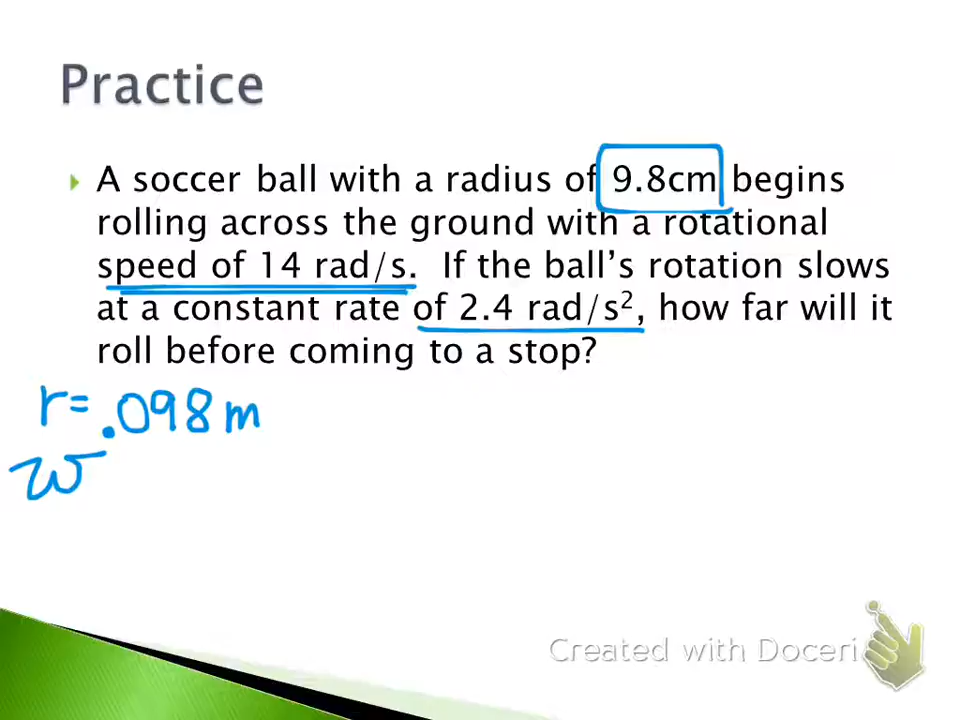 Practice
A soccer ball with a radius of 9.8cm begins
rolling across the ground with a rotational
speed of 14 rad/s. If the ball’s rotation slows
at a constant rate of 2.4 rad/s², how far will it
roll before coming to a stop?
r= .098m
ω
Created with Doceri